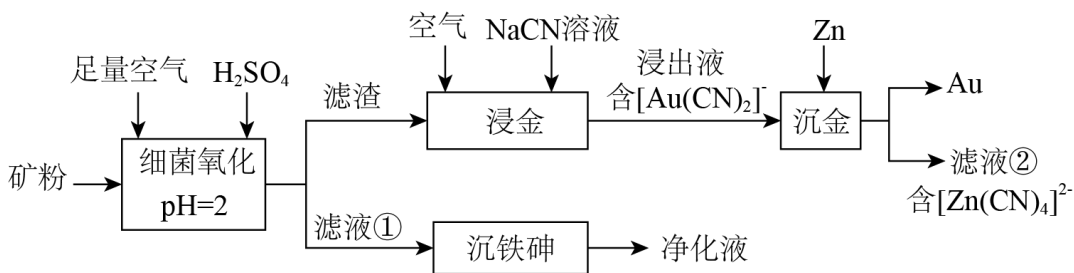 空气
NaCN溶液
Zn
足量空气
H₂SO₄
滤渣
浸出液
含[Au(CN)₂]⁻
Au
浸金
沉金
矿粉
细菌氧化
pH=2
滤液②
含[Zn(CN)₄]²⁻
滤液①
沉铁砷
净化液